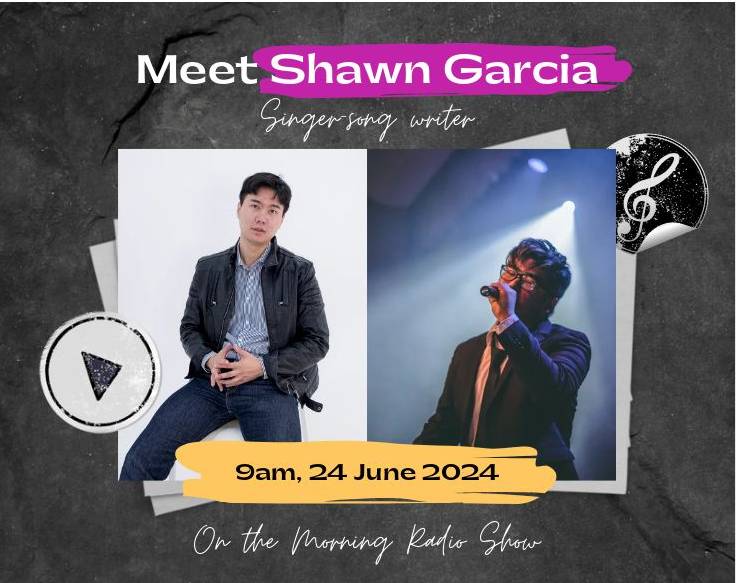 Meet Shawn Garcia
Singer-song writer
9am, 24 June 2024
On the Morning Radio Show